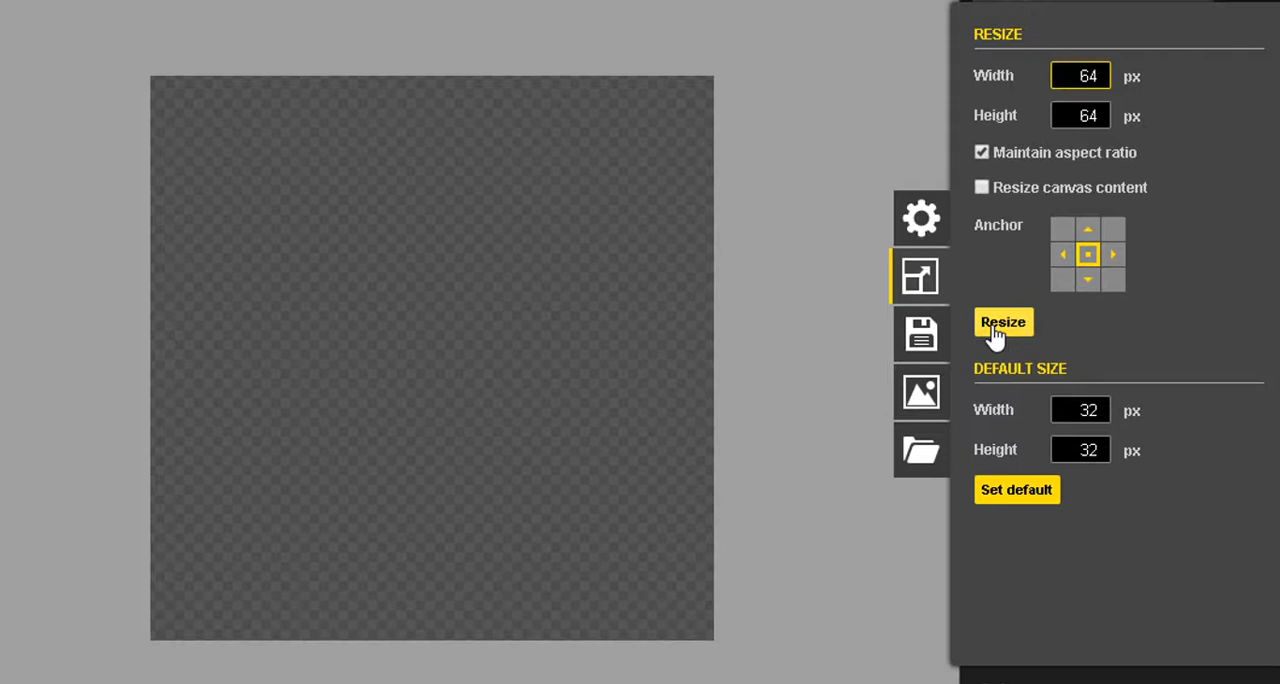 RESIZE
Width 64 px
Height 64 px
Maintain aspect ratio
Resize canvas content
Anchor
Resize
DEFAULT SIZE
Width 32 px
Height 32 px
Set default